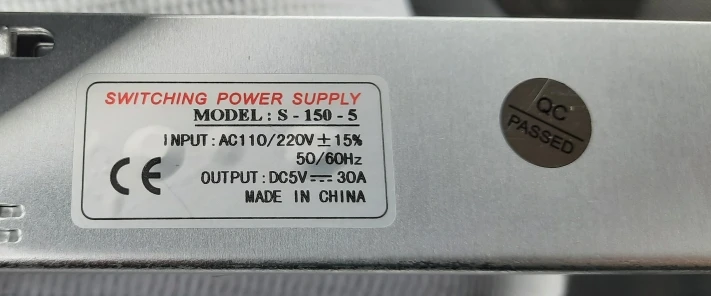 SWITCHING POWER SUPPLY
MODEL: S - 150 - 5
INPUT: AC110/220V ± 15%
50/60Hz
OUTPUT: DC5V ⎓ 30A
MADE IN CHINA
CE
QC
PASSED